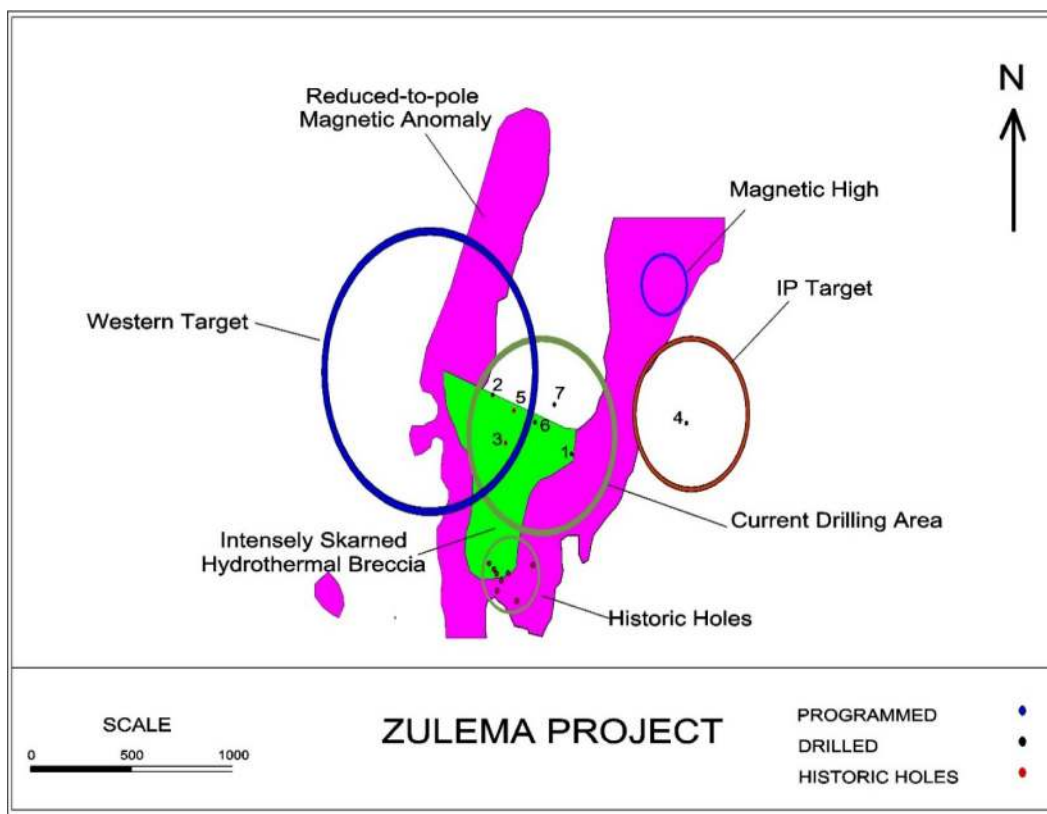 Reduced-to-pole
Magnetic Anomaly
N
Magnetic High
IP Target
Western Target
2
7
5
6
4
3
1
Current Drilling Area
Intensely Skarned
Hydrothermal Breccia
Historic Holes
SCALE
0 500 1000
ZULEMA PROJECT
PROGRAMMED
DRILLED
HISTORIC HOLES